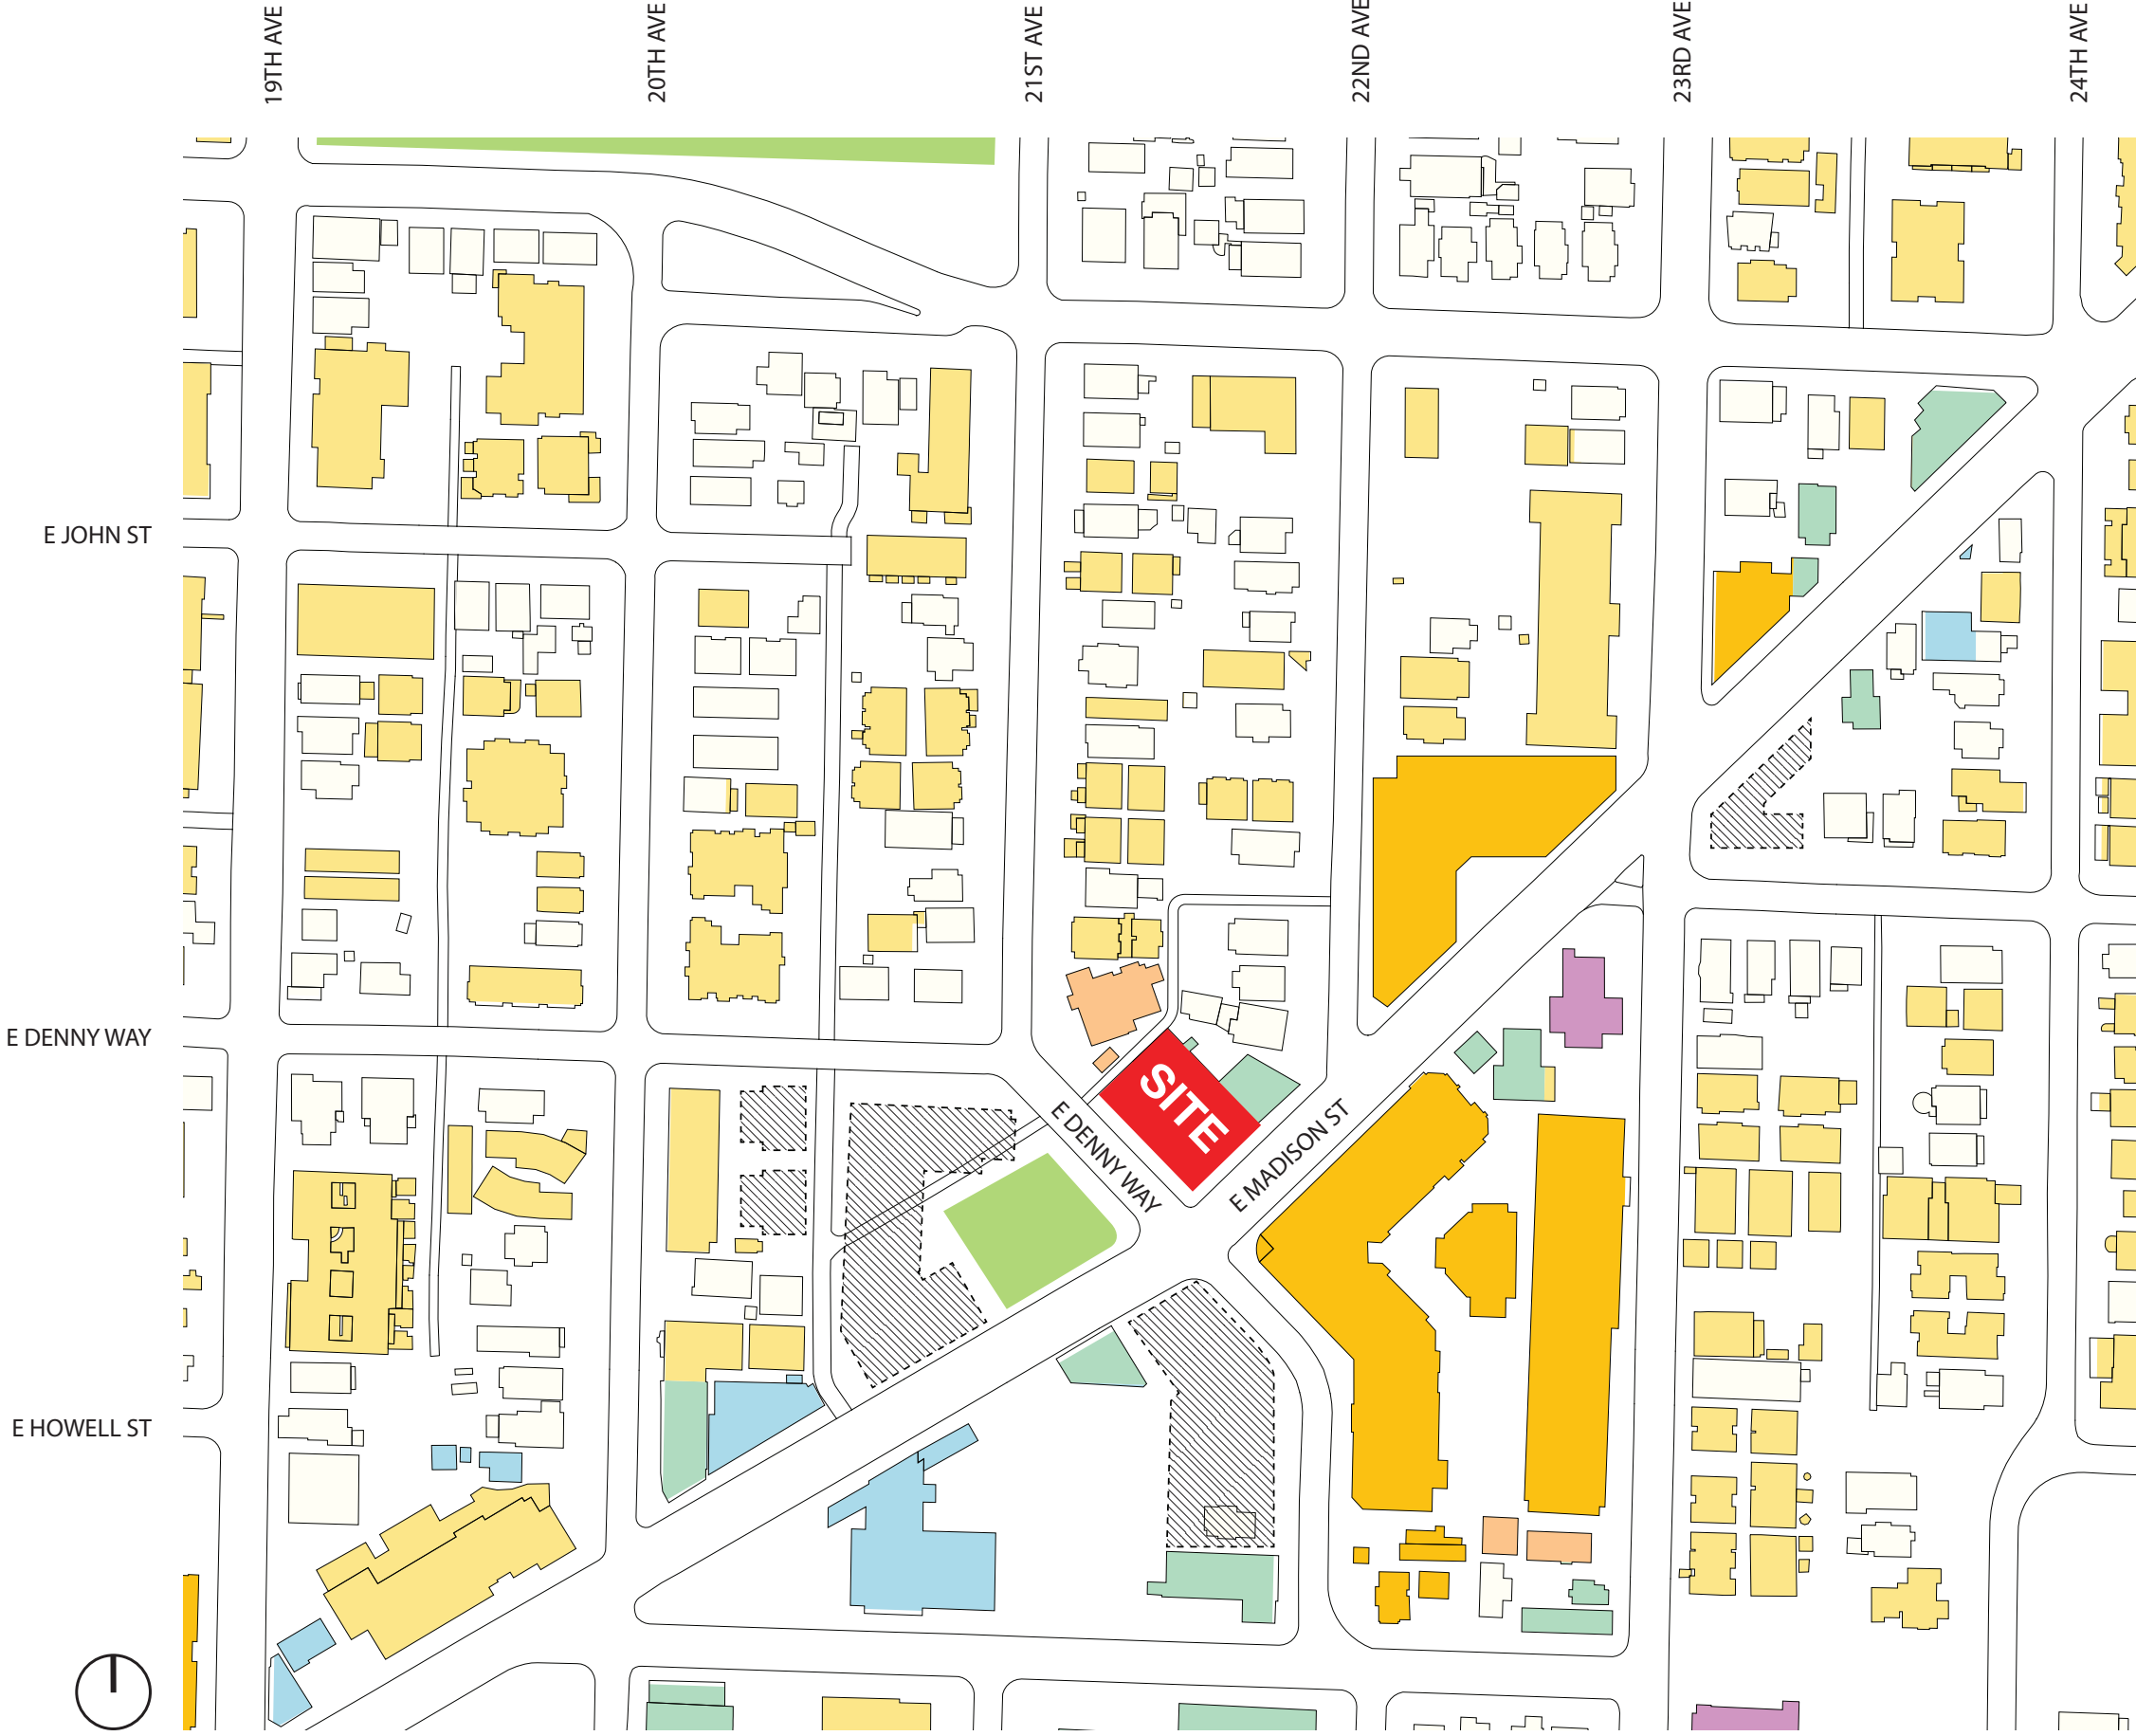 19TH AVE
20TH AVE
21ST AVE
22ND AVE
23RD AVE
24TH AVE
E JOHN ST
E DENNY WAY
SITE
E DENNY WAY
E MADISON ST
E HOWELL ST